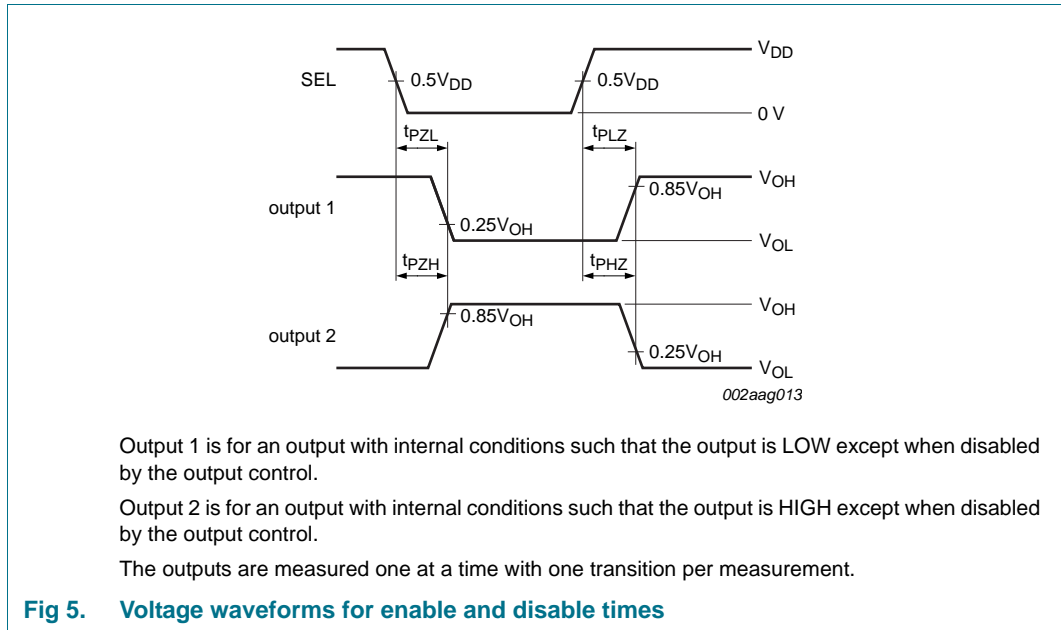 V_DD
SEL
0.5V_DD
0.5V_DD
0 V
t_PZL
t_PLZ
V_OH
0.85V_OH
output 1
0.25V_OH
V_OL
t_PZH
t_PHZ
V_OH
0.85V_OH
output 2
0.25V_OH
V_OL
002aag013
Output 1 is for an output with internal conditions such that the output is LOW except when disabled
by the output control.
Output 2 is for an output with internal conditions such that the output is HIGH except when disabled
by the output control.
The outputs are measured one at a time with one transition per measurement.
Fig 5. Voltage waveforms for enable and disable times